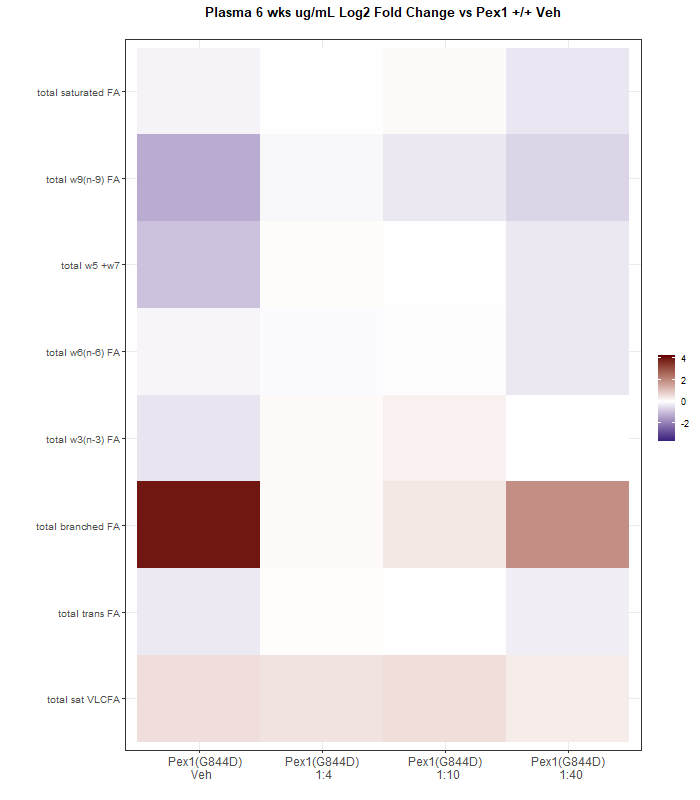 Plasma 6 wks ug/mL Log2 Fold Change vs Pex1 +/+ Veh
total saturated FA
total w9(n-9) FA
total w5 +w7
total w6(n-6) FA
total w3(n-3) FA
total branched FA
total trans FA
total sat VLCFA
4
2
0
-2
Pex1(G844D) Pex1(G844D) Pex1(G844D) Pex1(G844D)
Veh 1:4 1:10 1:40